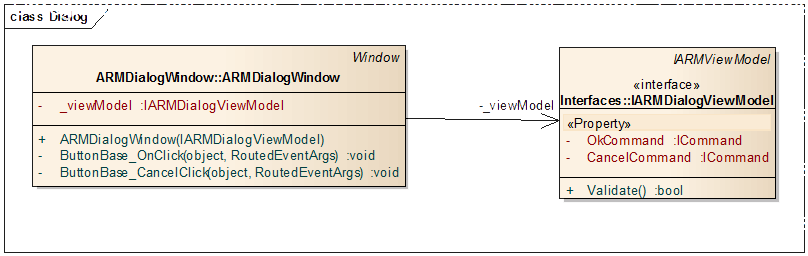 class Dialog
Window
ARMDialogWindow::ARMDialogWindow
- _viewModel :IARMDialogViewModel
+ ARMDialogWindow(IARMDialogViewModel)
- ButtonBase_OnClick(object, RoutedEventArgs) :void
- ButtonBase_CancelClick(object, RoutedEventArgs) :void
-_viewModel
IARMViewModel
«interface»
Interfaces::IARMDialogViewModel
«Property»
- OkCommand :ICommand
- CancelCommand :ICommand
+ Validate() :bool